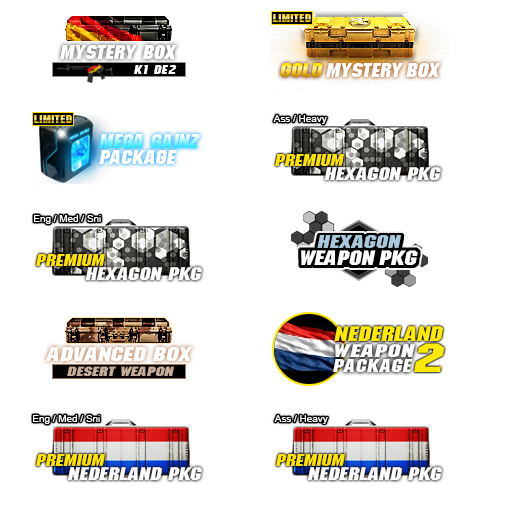 MYSTERY BOX
K1 DE2
LIMITED
GOLD MYSTERY BOX
LIMITED
MEGA GAINZ
PACKAGE
Ass / Heavy
PREMIUM
HEXAGON PKG
Eng / Med / Sni
PREMIUM
HEXAGON PKG
HEXAGON
WEAPON PKG
ADVANCED BOX
DESERT WEAPON
NEDERLAND
WEAPON
PACKAGE 2
Eng / Med / Sni
PREMIUM
NEDERLAND PKG
Ass / Heavy
PREMIUM
NEDERLAND PKG